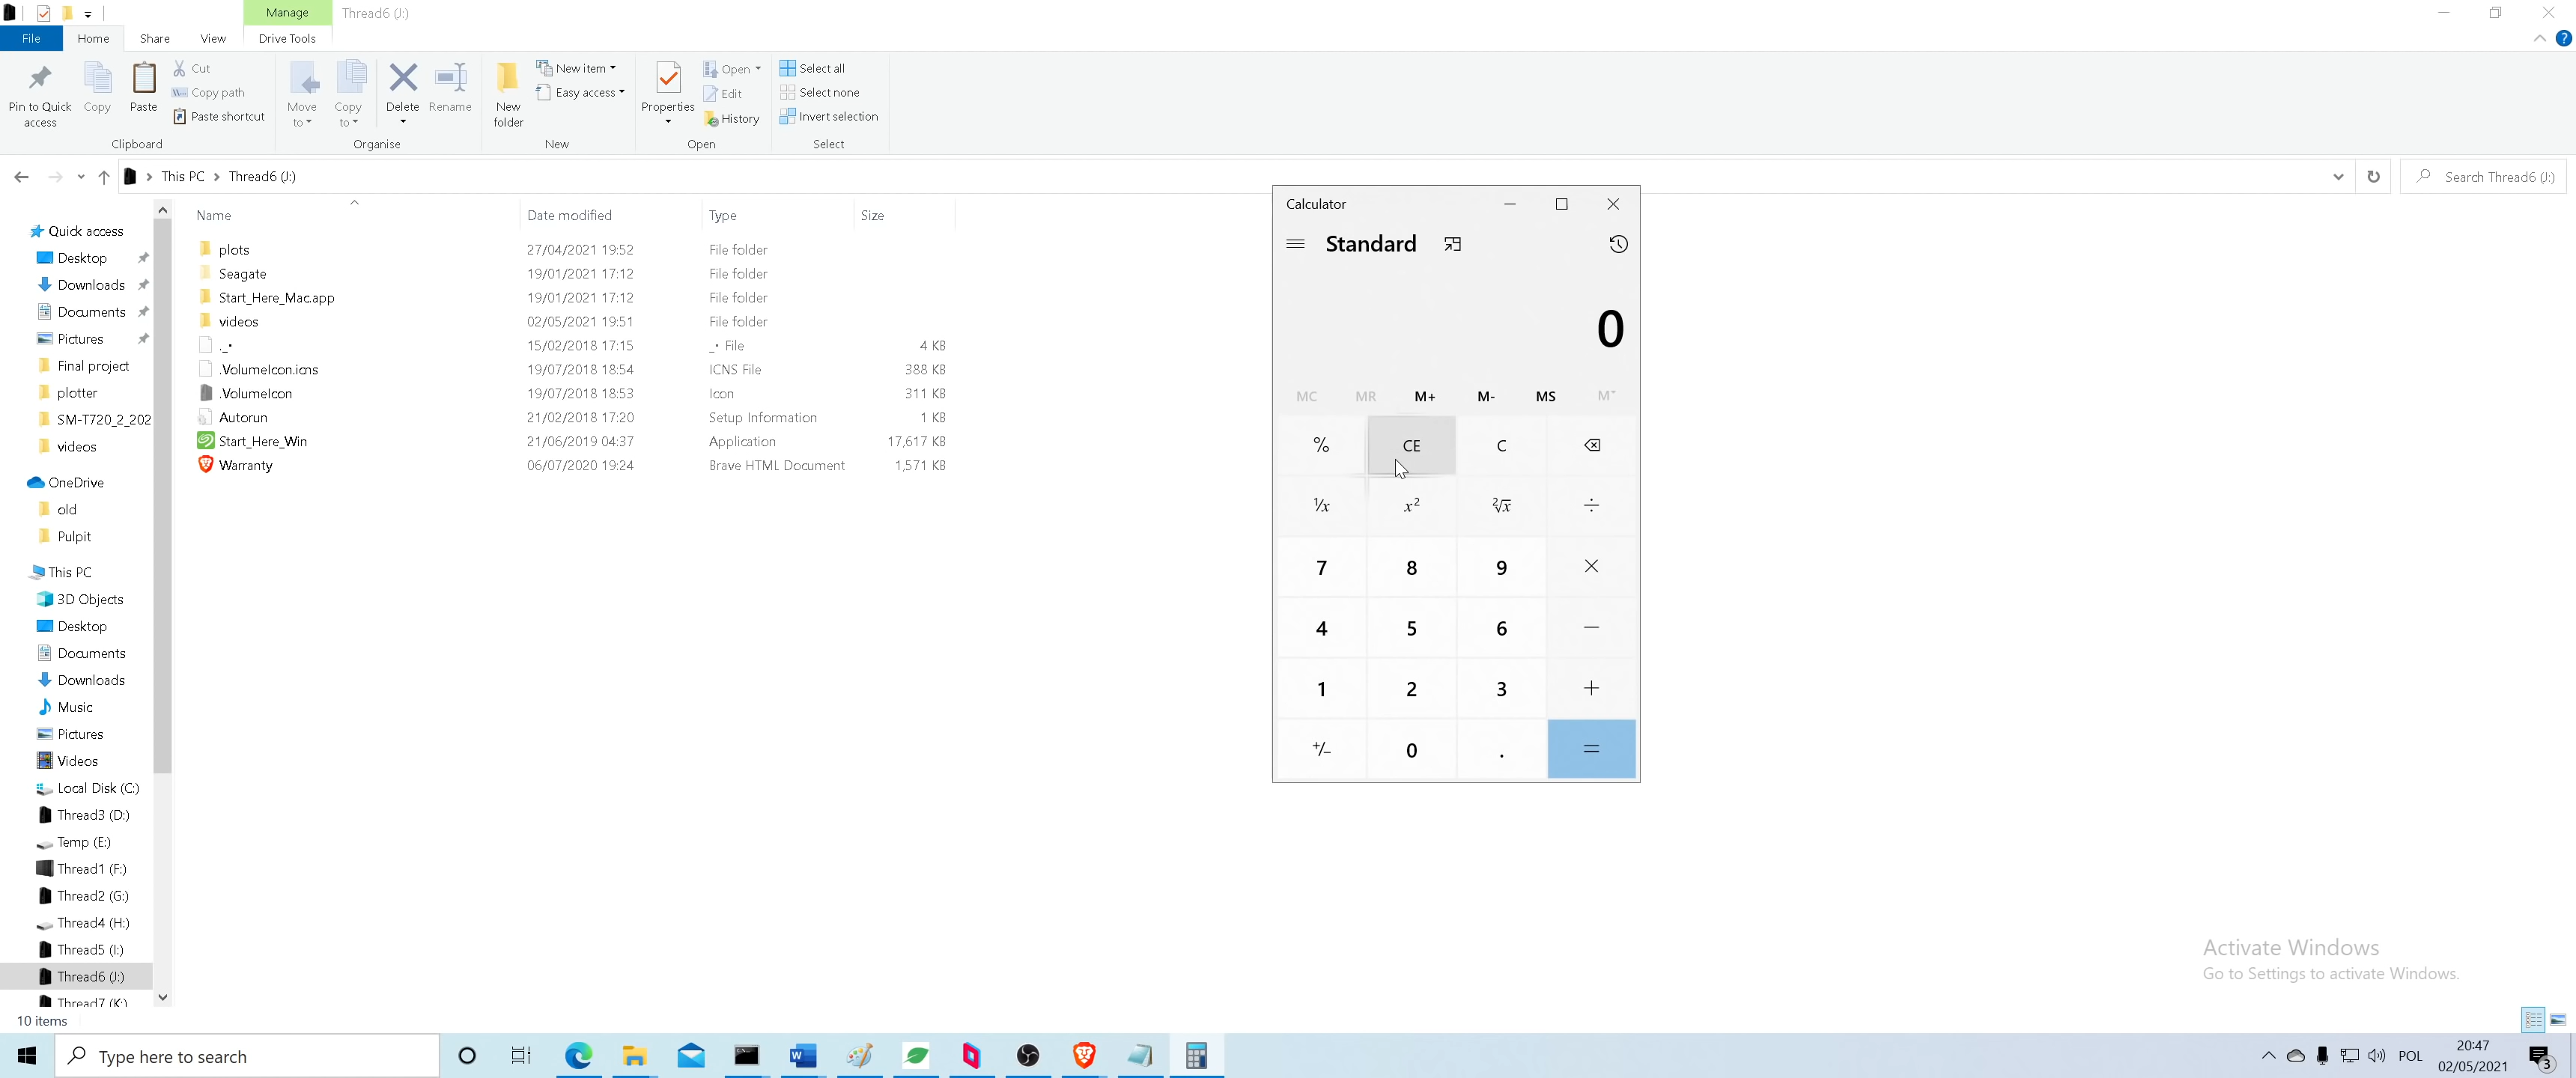 Manage Thread6 (J:)
File Home Share View Drive Tools
Pin to Quick access
Copy
Paste
Cut
Copy path
Paste shortcut
Clipboard
Move to
Copy to
Delete
Rename
Organise
New folder
New item
Easy access
New
Properties
Open
Edit
History
Open
Select all
Select none
Invert selection
Select
This PC > Thread6 (J:)
Search Thread6 (J:)
Quick access
Desktop
Downloads
Documents
Pictures
Final project
plotter
SM-T720_2_202
videos
OneDrive
old
Pulpit
This PC
3D Objects
Desktop
Documents
Downloads
Music
Pictures
Videos
Local Disk (C:)
Thread3 (D:)
Temp (E:)
Thread1 (F:)
Thread2 (G:)
Thread4 (H:)
Thread5 (I:)
Thread6 (J:)
Thread7 (K:)
10 items
Name Date modified Type Size
plots 27/04/2021 19:52 File folder
Seagate 19/01/2021 17:12 File folder
Start_Here_Mac.app 19/01/2021 17:12 File folder
videos 02/05/2021 19:51 File folder
._• 15/02/2018 17:15 _• File 4 KB
.VolumeIcon.icns 19/07/2018 18:54 ICNS File 388 KB
.VolumeIcon 19/07/2018 18:53 Icon 311 KB
Autorun 21/02/2018 17:20 Setup Information 1 KB
Start_Here_Win 21/06/2019 04:37 Application 17,617 KB
Warranty 06/07/2020 19:24 Brave HTML Document 1,571 KB
Calculator
Standard
0
MC MR M+ M- MS M˅
% CE C
¹/x x² ²√x ÷
7 8 9 ×
4 5 6 −
1 2 3 +
+/− 0 . =
Activate Windows
Go to Settings to activate Windows.
Type here to search
POL
20:47
02/05/2021
3